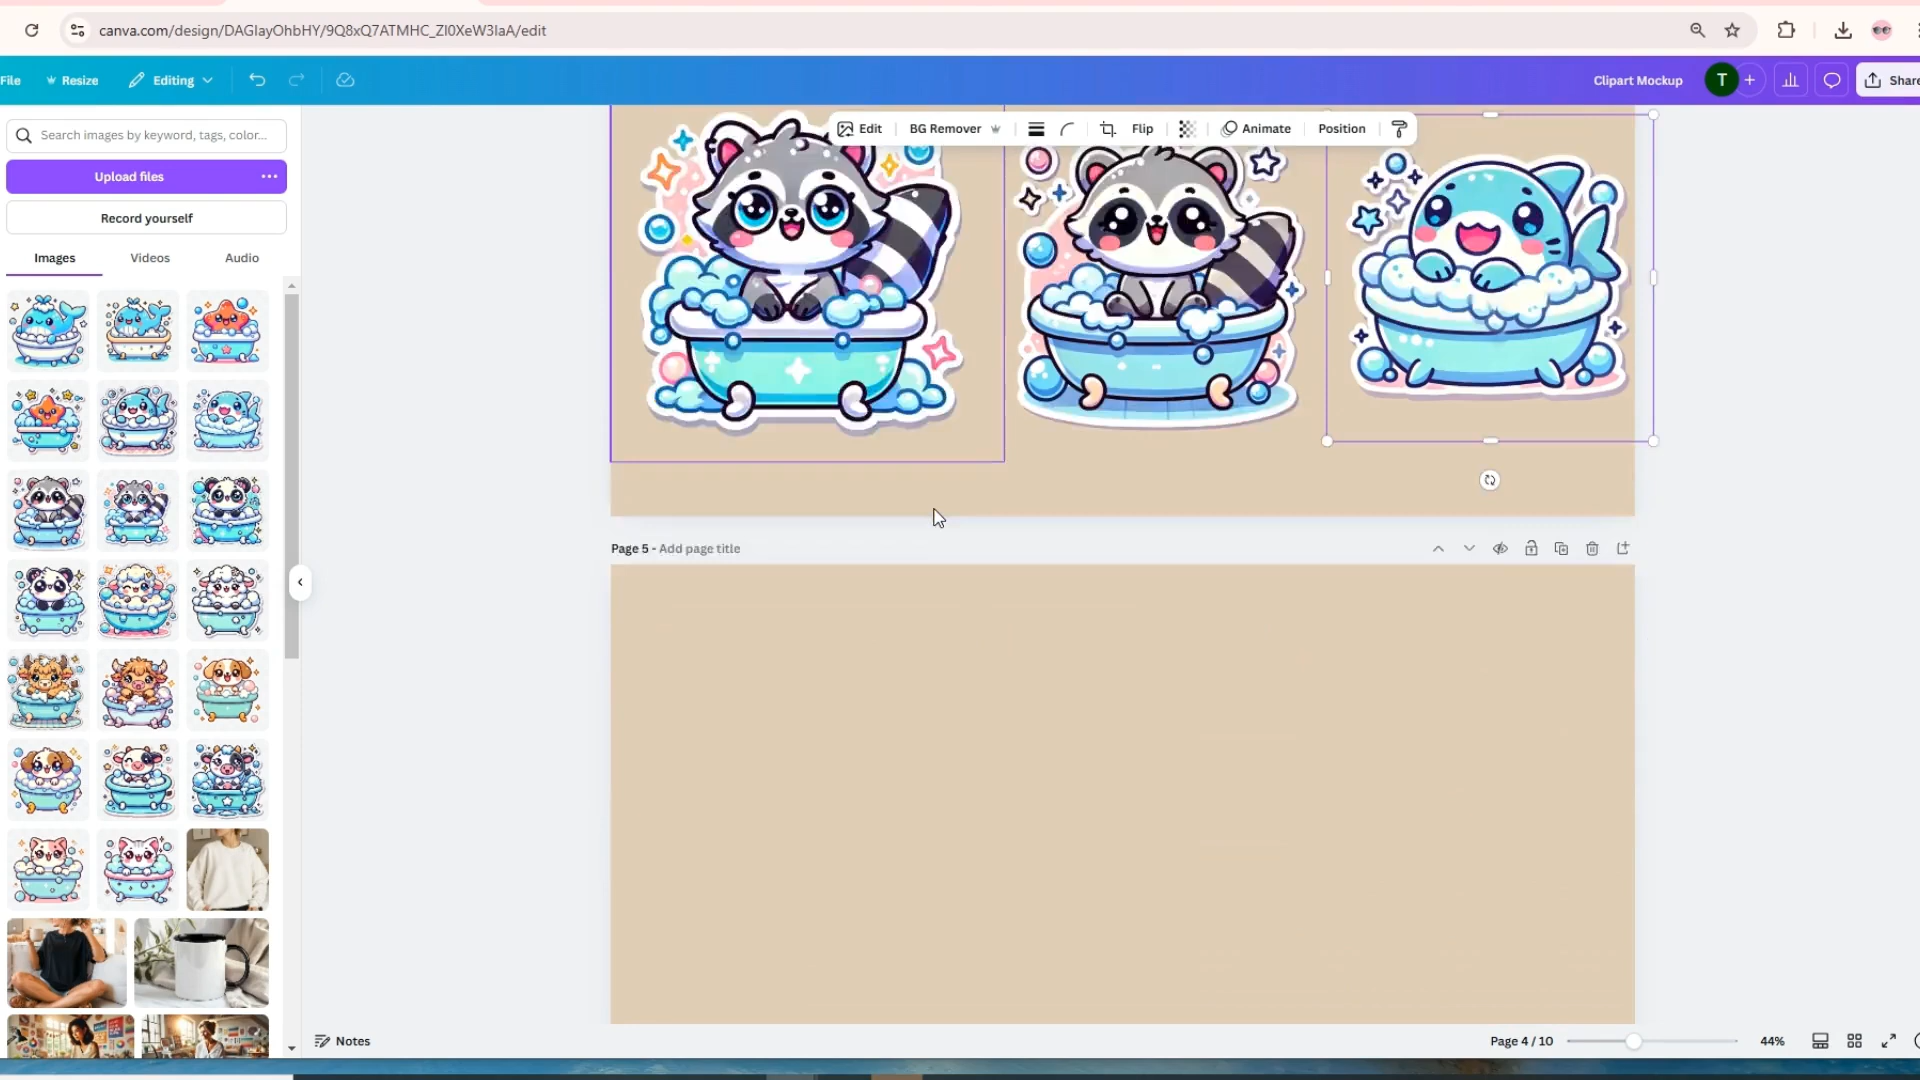 canva.com/design/DAGlayOhbHY/9Q8xQ7ATMHC_ZI0XeW3IaA/edit
File
Resize
Editing
Clipart Mockup
T
Share
Search images by keyword, tags, color...
Edit
BG Remover
Flip
Animate
Position
Upload files
Record yourself
Images
Videos
Audio
Page 5 - Add page title
Notes
Page 4 / 10
44%